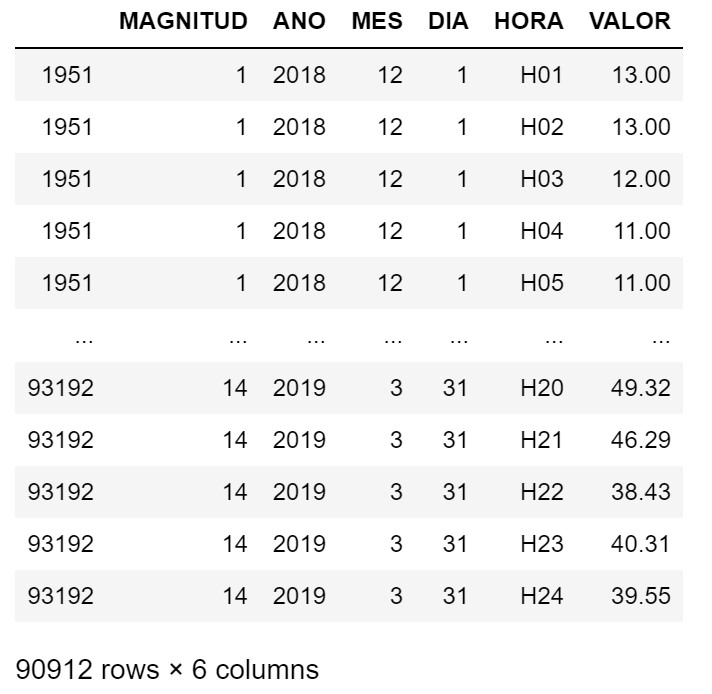 MAGNITUD ANO MES DIA HORA VALOR
1951 1 2018 12 1 H01 13.00
1951 1 2018 12 1 H02 13.00
1951 1 2018 12 1 H03 12.00
1951 1 2018 12 1 H04 11.00
1951 1 2018 12 1 H05 11.00
... ... ... ... ... ... ...
93192 14 2019 3 31 H20 49.32
93192 14 2019 3 31 H21 46.29
93192 14 2019 3 31 H22 38.43
93192 14 2019 3 31 H23 40.31
93192 14 2019 3 31 H24 39.55
90912 rows × 6 columns